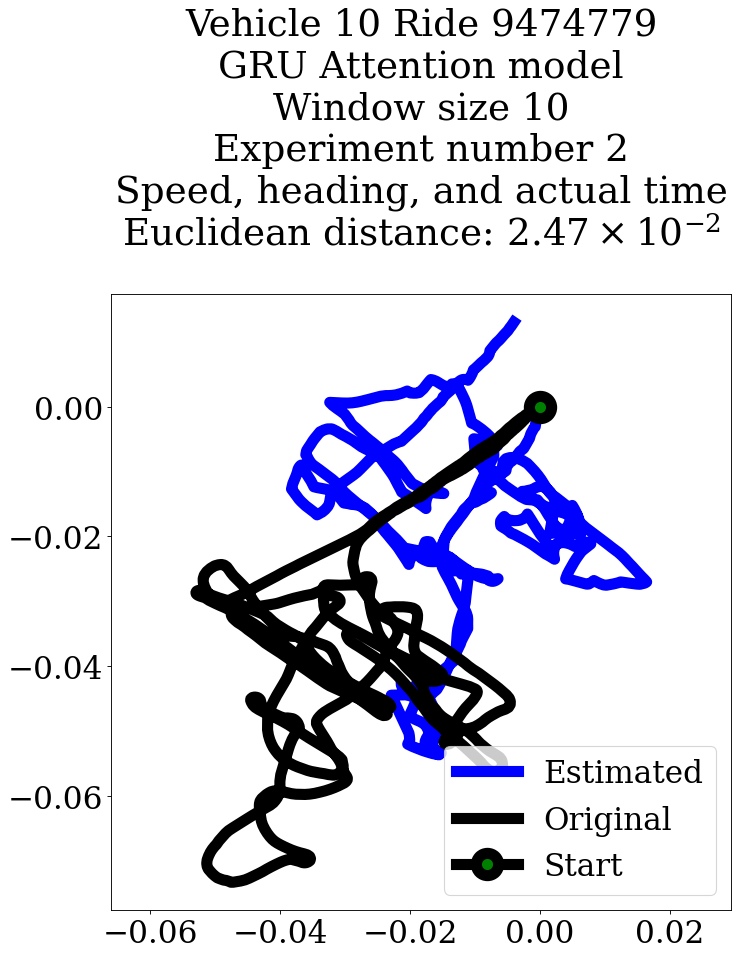 Vehicle 10 Ride 9474779
GRU Attention model
Window size 10
Experiment number 2
Speed, heading, and actual time
Euclidean distance: 2.47 × 10⁻²
0.00
−0.02
−0.04
−0.06
Estimated
Original
Start
−0.06 −0.04 −0.02 0.00 0.02